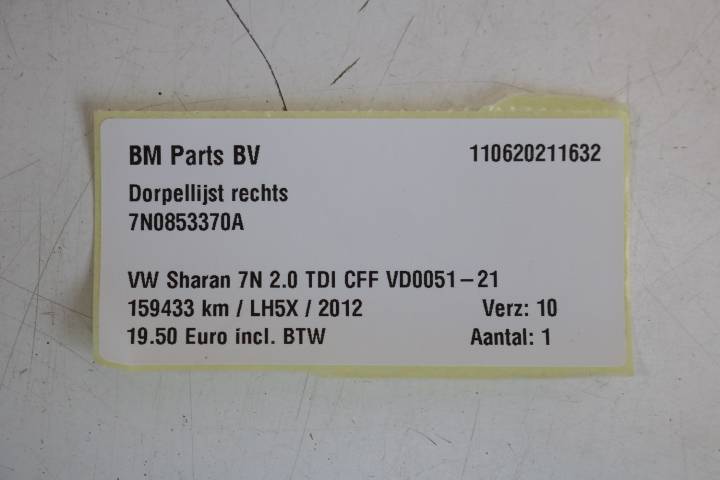 BM Parts BV 110620211632
Dorpellijst rechts
7N0853370A
VW Sharan 7N 2.0 TDI CFF VD0051-21
159433 km / LH5X / 2012 Verz: 10
19.50 Euro incl. BTW Aantal: 1